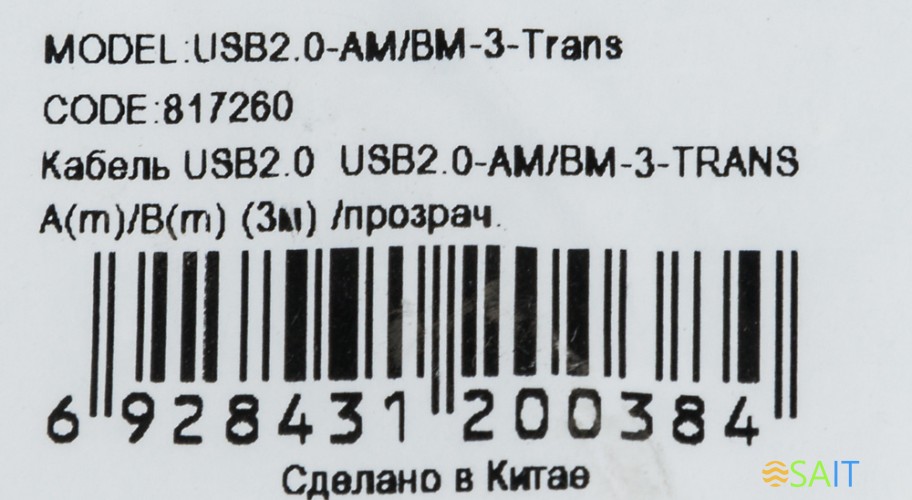 MODEL:USB2.0-AM/BM-3-Trans
CODE:817260
Кабель USB2.0 USB2.0-AM/BM-3-TRANS
A(m)/B(m) (3м) /прозрач.
6 928431 200384
Сделано в Китае
SAIT